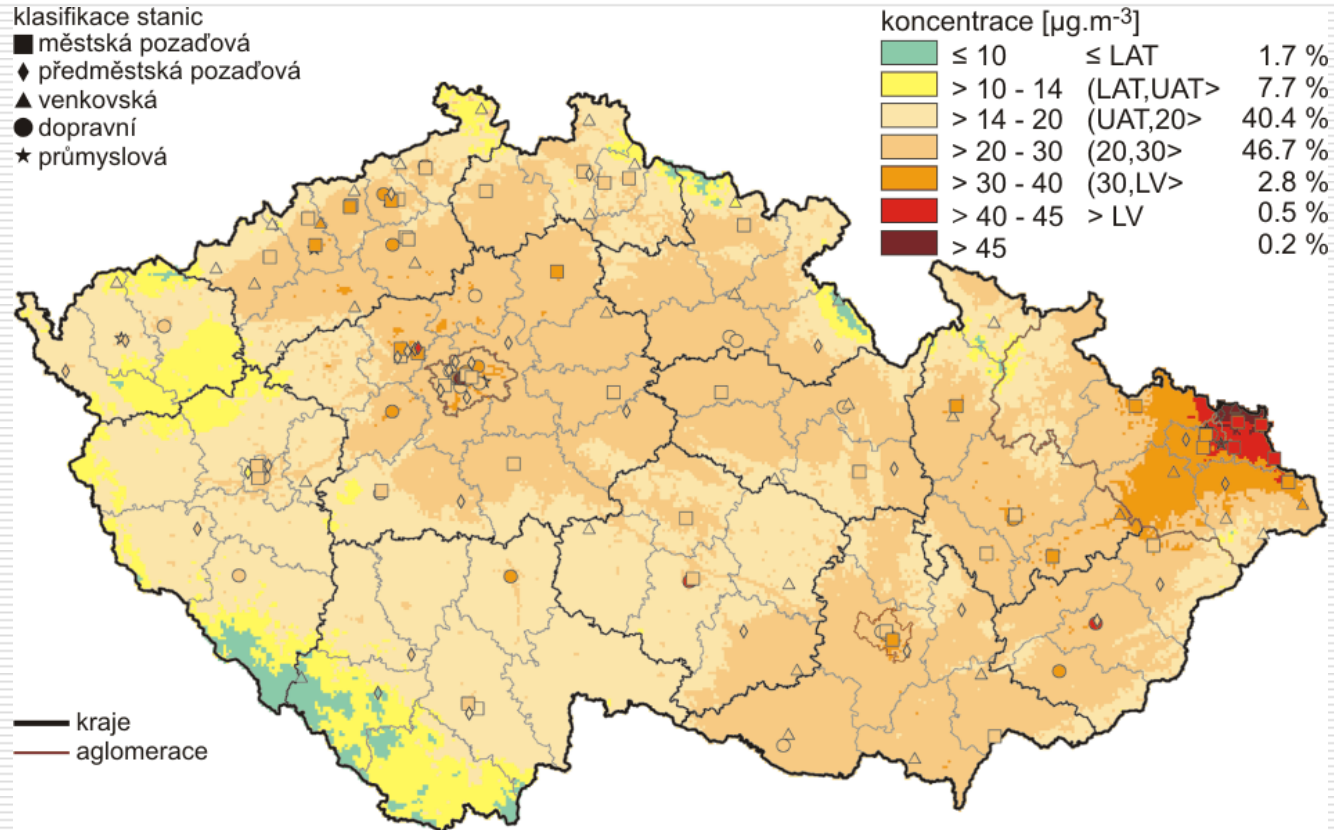 klasifikace stanic
městská pozaďová
předměstská pozaďová
venkovská
dopravní
průmyslová
koncentrace [µg.m-3]
≤ 10 ≤ LAT 1.7 %
> 10 - 14 (LAT,UAT> 7.7 %
> 14 - 20 (UAT,20> 40.4 %
> 20 - 30 (20,30> 46.7 %
> 30 - 40 (30,LV> 2.8 %
> 40 - 45 > LV 0.5 %
> 45 0.2 %
kraje
aglomerace